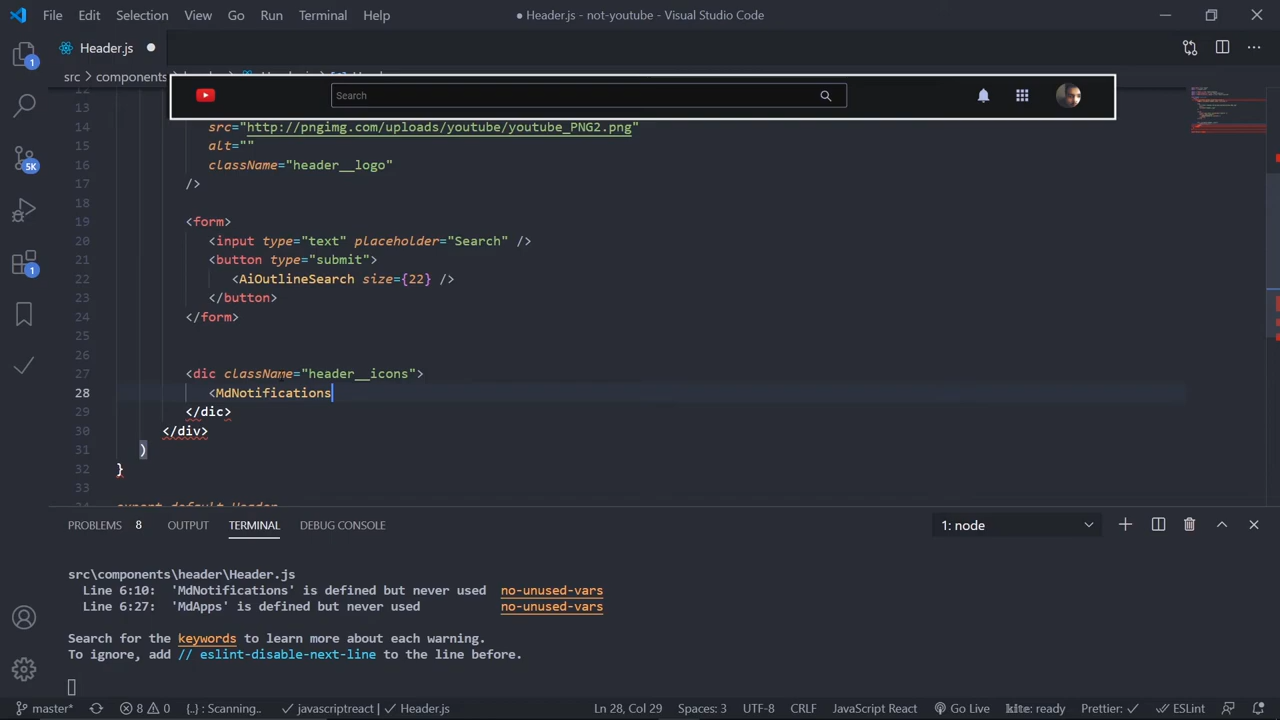 File Edit Selection View Go Run Terminal Help
● Header.js - not-youtube - Visual Studio Code
Header.js ●
src > components
Search
13
14 src="http://pngimg.com/uploads/youtube/youtube_PNG2.png"
15 alt=""
16 className="header__logo"
17 />
18
19 <form>
20 <input type="text" placeholder="Search" />
21 <button type="submit">
22 <AiOutlineSearch size={22} />
23 </button>
24 </form>
25
26
27 <dic className="header__icons">
28 <MdNotifications
29 </dic>
30 </div>
31 )
32 }
33
export default Header
1
5K
1
PROBLEMS 8 OUTPUT TERMINAL DEBUG CONSOLE
1: node
src\components\header\Header.js
Line 6:10: 'MdNotifications' is defined but never used no-unused-vars
Line 6:27: 'MdApps' is defined but never used no-unused-vars
Search for the keywords to learn more about each warning.
To ignore, add // eslint-disable-next-line to the line before.
master* 8 0 {..} : Scanning.. javascriptreact Header.js
Ln 28, Col 29 Spaces: 3 UTF-8 CRLF JavaScript React Go Live kite: ready Prettier: ✓ ESLint